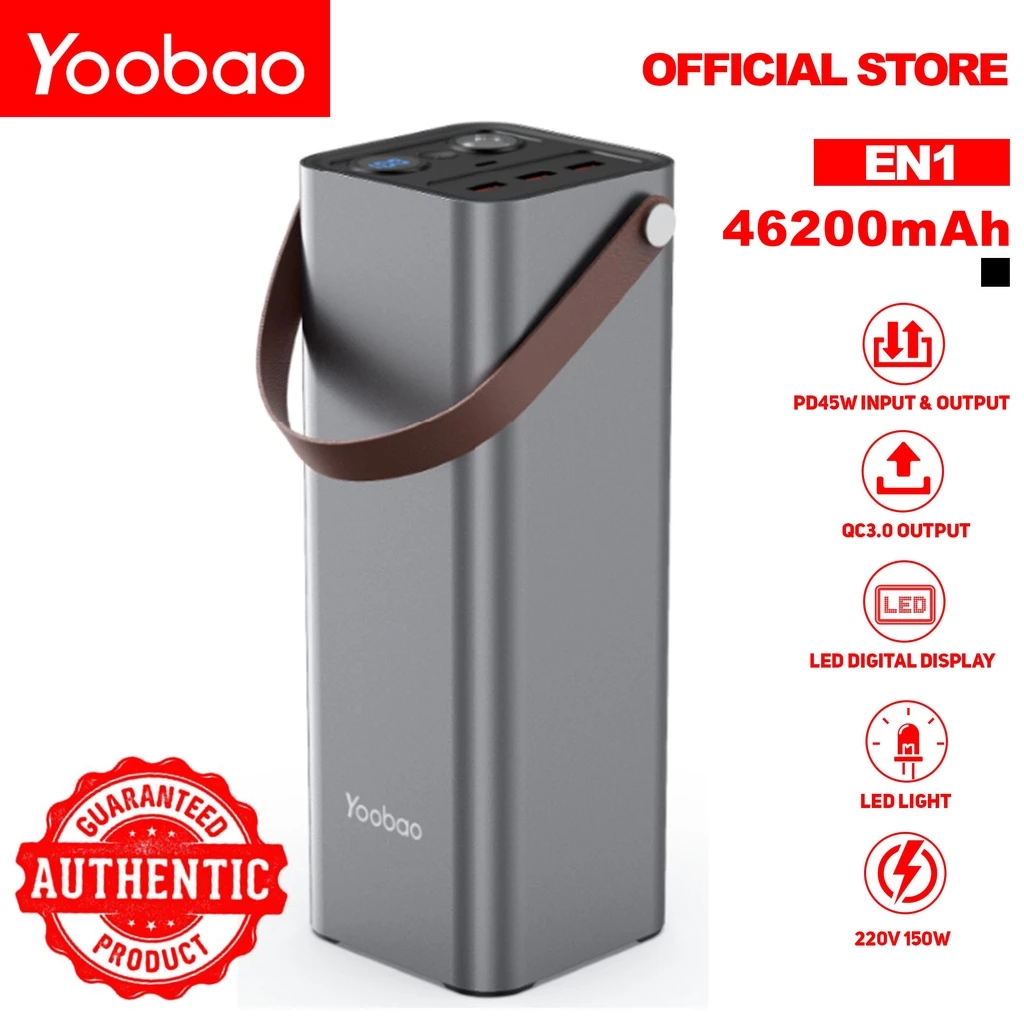 Yoobao
OFFICIAL STORE
EN1
46200mAh
PD45W INPUT & OUTPUT
QC3.0 OUTPUT
LED
LED DIGITAL DISPLAY
LED LIGHT
220V 150W
Yoobao
GUARANTEED
AUTHENTIC
PRODUCT